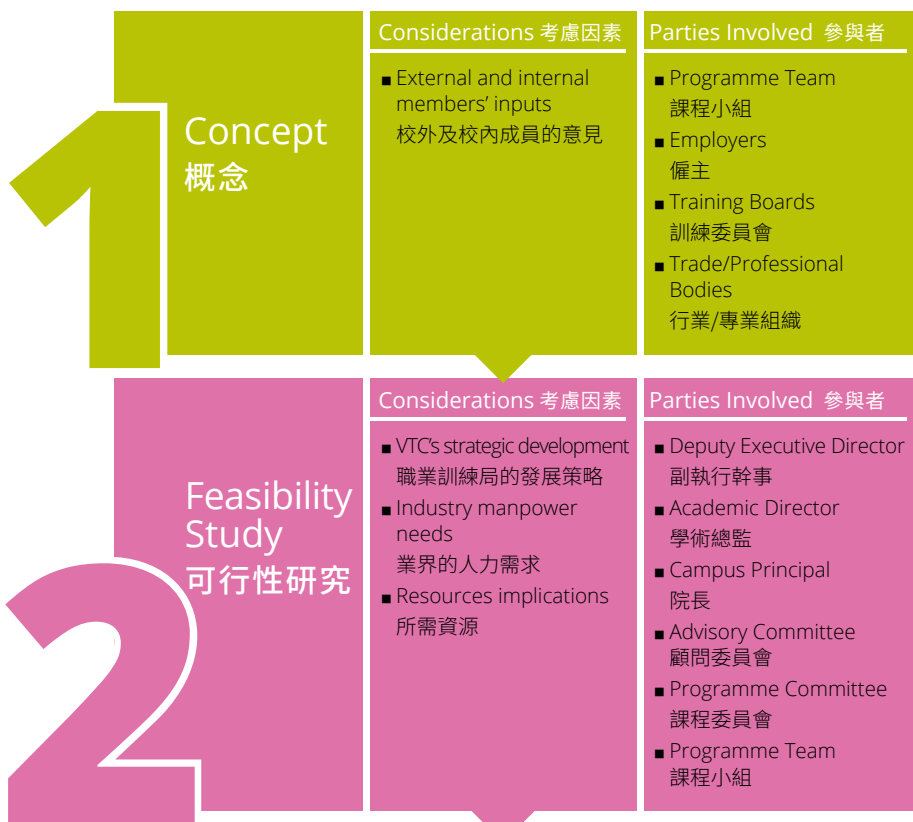 1
Concept
概念
Considerations 考慮因素
■ External and internal
members’ inputs
校外及校內成員的意見
Parties Involved 參與者
■ Programme Team
課程小組
■ Employers
僱主
■ Training Boards
訓練委員會
■ Trade/Professional
Bodies
行業/專業組織
2
Feasibility
Study
可行性研究
Considerations 考慮因素
■ VTC’s strategic development
職業訓練局的發展策略
■ Industry manpower
needs
業界的人力需求
■ Resources implications
所需資源
Parties Involved 參與者
■ Deputy Executive Director
副執行幹事
■ Academic Director
學術總監
■ Campus Principal
院長
■ Advisory Committee
顧問委員會
■ Programme Committee
課程委員會
■ Programme Team
課程小組